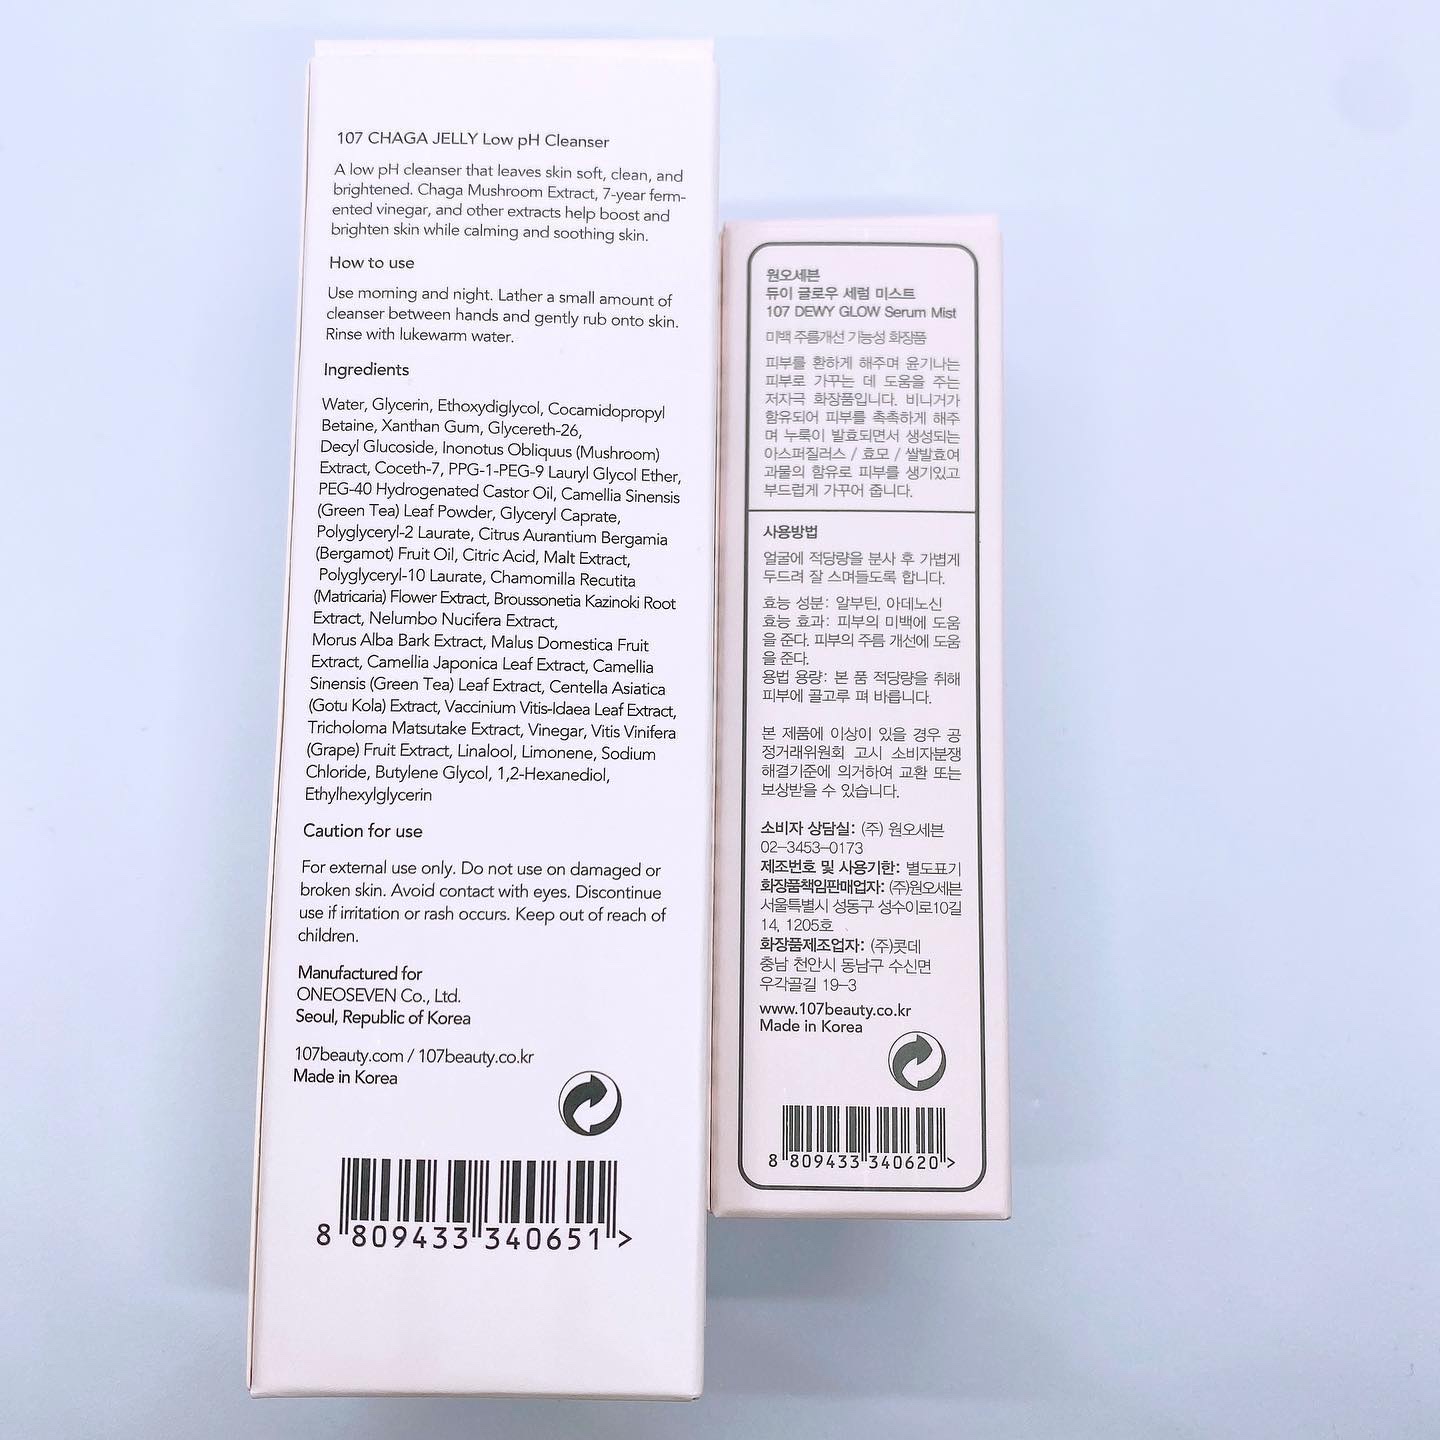 107 CHAGA JELLY Low pH Cleanser
A low pH cleanser that leaves skin soft, clean, and
brightened. Chaga Mushroom Extract, 7-year ferm-
ented vinegar, and other extracts help boost and
brighten skin while calming and soothing skin.
How to use
Use morning and night. Lather a small amount of
cleanser between hands and gently rub onto skin.
Rinse with lukewarm water.
Ingredients
Water, Glycerin, Ethoxydiglycol, Cocamidopropyl
Betaine, Xanthan Gum, Glycereth-26,
Decyl Glucoside, Inonotus Obliquus (Mushroom)
Extract, Coceth-7, PPG-1-PEG-9 Lauryl Glycol Ether,
PEG-40 Hydrogenated Castor Oil, Camellia Sinensis
(Green Tea) Leaf Powder, Glyceryl Caprate,
Polyglyceryl-2 Laurate, Citrus Aurantium Bergamia
(Bergamot) Fruit Oil, Citric Acid, Malt Extract,
Polyglyceryl-10 Laurate, Chamomilla Recutita
(Matricaria) Flower Extract, Broussonetia Kazinoki Root
Extract, Nelumbo Nucifera Extract,
Morus Alba Bark Extract, Malus Domestica Fruit
Extract, Camellia Japonica Leaf Extract, Camellia
Sinensis (Green Tea) Leaf Extract, Centella Asiatica
(Gotu Kola) Extract, Vaccinium Vitis-Idaea Leaf Extract,
Tricholoma Matsutake Extract, Vinegar, Vitis Vinifera
(Grape) Fruit Extract, Linalool, Limonene, Sodium
Chloride, Butylene Glycol, 1,2-Hexanediol,
Ethylhexylglycerin
Caution for use
For external use only. Do not use on damaged or
broken skin. Avoid contact with eyes. Discontinue
use if irritation or rash occurs. Keep out of reach of
children.
Manufactured for
ONEOSEVEN Co., Ltd.
Seoul, Republic of Korea
107beauty.com / 107beauty.co.kr
Made in Korea
8 809433 340651 >
원오세븐
듀이 글로우 세럼 미스트
107 DEWY GLOW Serum Mist
미백 주름개선 기능성 화장품
피부를 환하게 해주며 윤기나는
피부로 가꾸는 데 도움을 주는
저자극 화장품입니다. 비니거가
함유되어 피부를 촉촉하게 해주
며 누룩이 발효되면서 생성되는
아스퍼질러스 / 효모 / 쌀발효여
과물의 함유로 피부를 생기있고
부드럽게 가꾸어 줍니다.
사용방법
얼굴에 적당량을 분사 후 가볍게
두드려 잘 스며들도록 합니다.
효능 성분: 알부틴, 아데노신
효능 효과: 피부의 미백에 도움
을 준다. 피부의 주름 개선에 도움
을 준다.
용법 용량: 본 품 적당량을 취해
피부에 골고루 펴 바릅니다.
본 제품에 이상이 있을 경우 공
정거래위원회 고시 소비자분쟁
해결기준에 의거하여 교환 또는
보상받을 수 있습니다.
소비자 상담실: (주) 원오세븐
02-3453-0173
제조번호 및 사용기한: 별도표기
화장품책임판매업자: (주)원오세븐
서울특별시 성동구 성수이로10길
14, 1205호
화장품제조업자: (주)콧데
충남 천안시 동남구 수신면
우각골길 19-3
www.107beauty.co.kr
Made in Korea
8 809433 340620 >